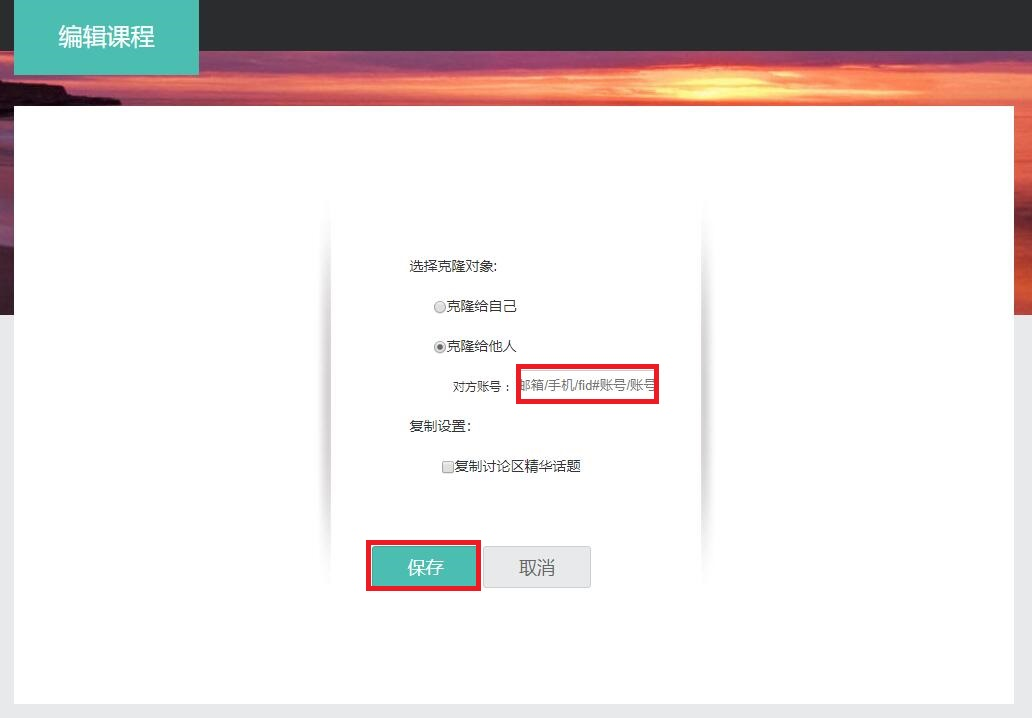 编辑课程
选择克隆对象:
克隆给自己
克隆给他人
对方账号：
邮箱/手机/fid#账号/账号
复制设置:
复制讨论区精华话题
保存
取消